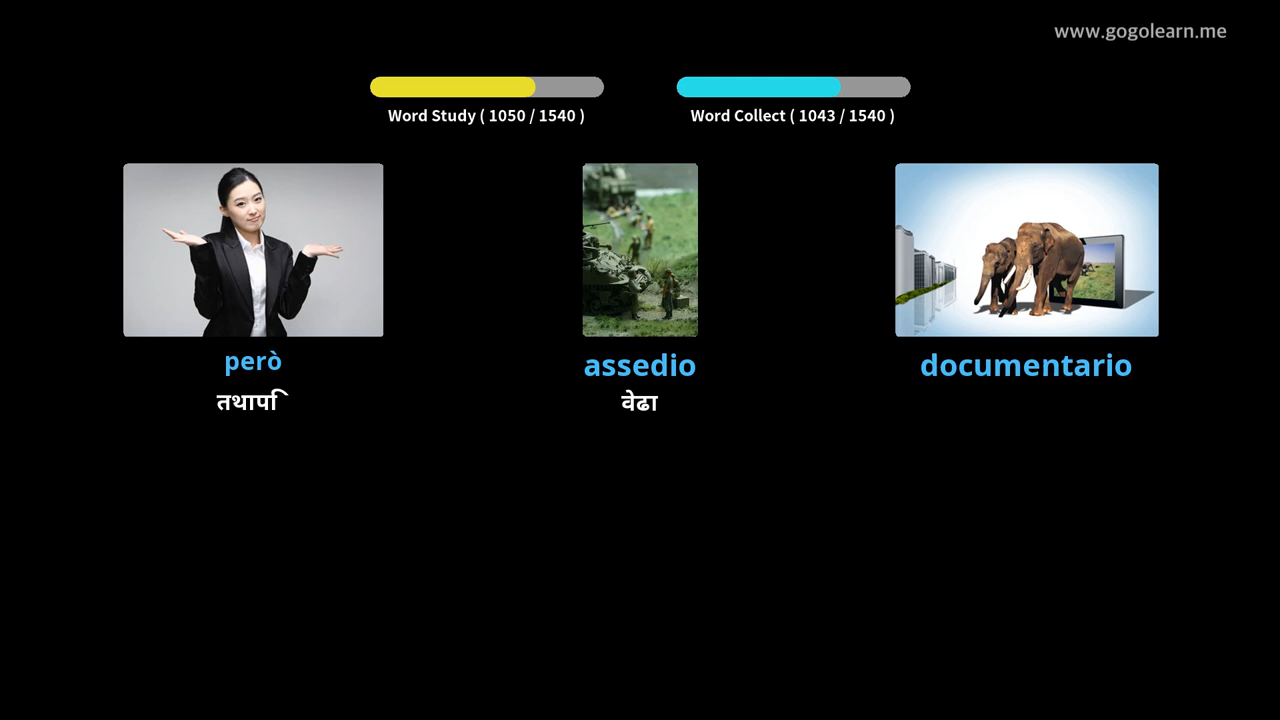 www.gogolearn.me
Word Study ( 1050 / 1540 )
Word Collect ( 1043 / 1540 )
però
assedio
documentario
तथापि
वेढा